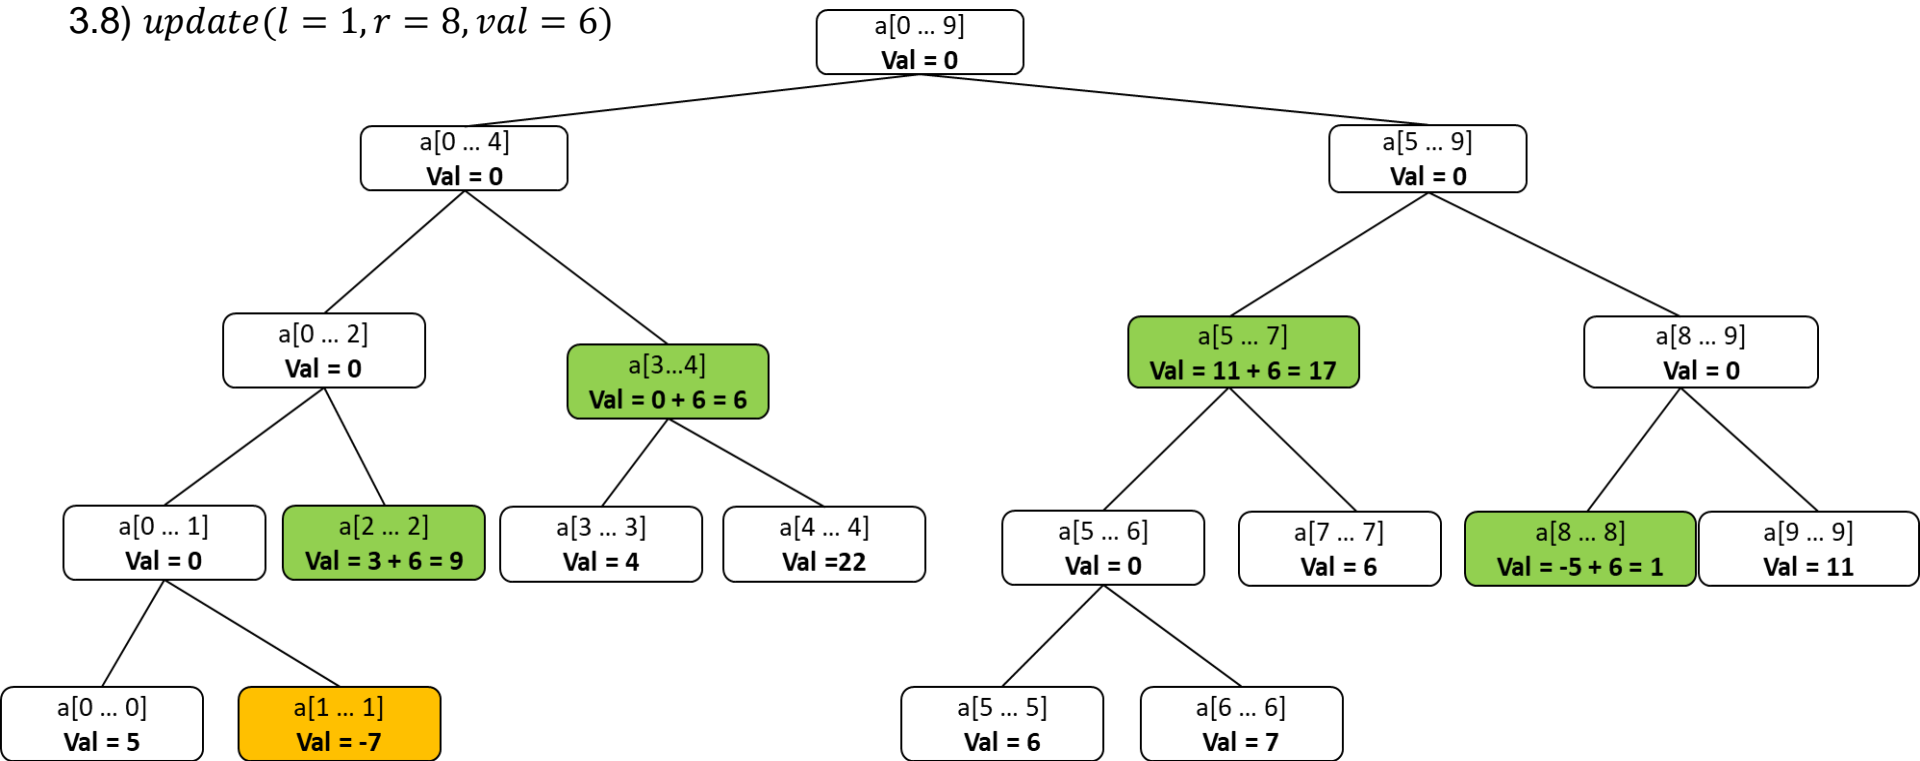 3.8) update(l = 1, r = 8, val = 6)
a[0 … 9]
Val = 0
a[0 … 4]
Val = 0
a[5 … 9]
Val = 0
a[0 … 2]
Val = 0
a[3…4]
Val = 0 + 6 = 6
a[5 … 7]
Val = 11 + 6 = 17
a[8 … 9]
Val = 0
a[0 … 1]
Val = 0
a[2 … 2]
Val = 3 + 6 = 9
a[3 … 3]
Val = 4
a[4 … 4]
Val =22
a[5 … 6]
Val = 0
a[7 … 7]
Val = 6
a[8 … 8]
Val = -5 + 6 = 1
a[9 … 9]
Val = 11
a[0 … 0]
Val = 5
a[1 … 1]
Val = -7
a[5 … 5]
Val = 6
a[6 … 6]
Val = 7